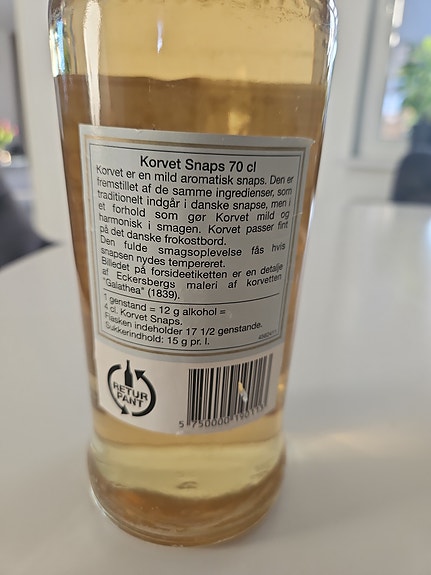 Korvet Snaps 70 cl
Korvet er en mild aromatisk snaps. Den er
fremstillet af de samme ingredienser, som
traditionelt indgår i danske snapse, men i
et forhold som gør Korvet mild og
harmonisk i smagen. Korvet passer fint
på det danske frokostbord.
Den fulde smagsoplevelse fås hvis
snapsen nydes tempereret.
Billedet på forsideetiketten er en detalje
af Eckersbergs maleri af korvetten
"Galathea" (1839).
1 genstand = 12 g alkohol =
4 cl. Korvet Snaps.
Flasken indeholder 17 1/2 genstande.
Sukkerindhold: 15 g pr. l.
RETUR
PANT